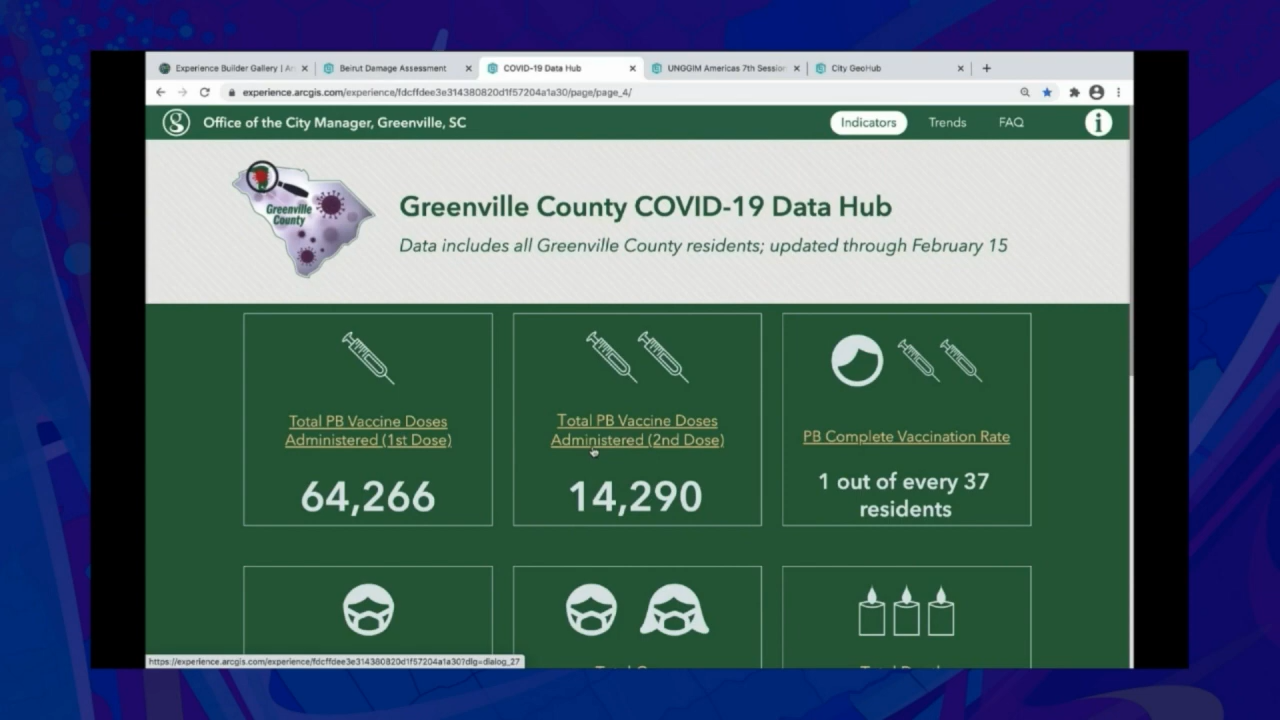 Experience Builder Gallery | Ar
Beirut Damage Assessment
COVID-19 Data Hub
UNGGIM Americas 7th Session
City GeoHub
experience.arcgis.com/experience/fdcffdee3e314380820d1f57204a1a30/page/page_4/
Office of the City Manager, Greenville, SC
Indicators
Trends
FAQ
Greenville
County
Greenville County COVID-19 Data Hub
Data includes all Greenville County residents; updated through February 15
Total PB Vaccine Doses
Administered (1st Dose)
64,266
Total PB Vaccine Doses
Administered (2nd Dose)
14,290
PB Complete Vaccination Rate
1 out of every 37
residents
https://experience.arcgis.com/experience/fdcffdee3e314380820d1f57204a1a30?dlg=dialog_27